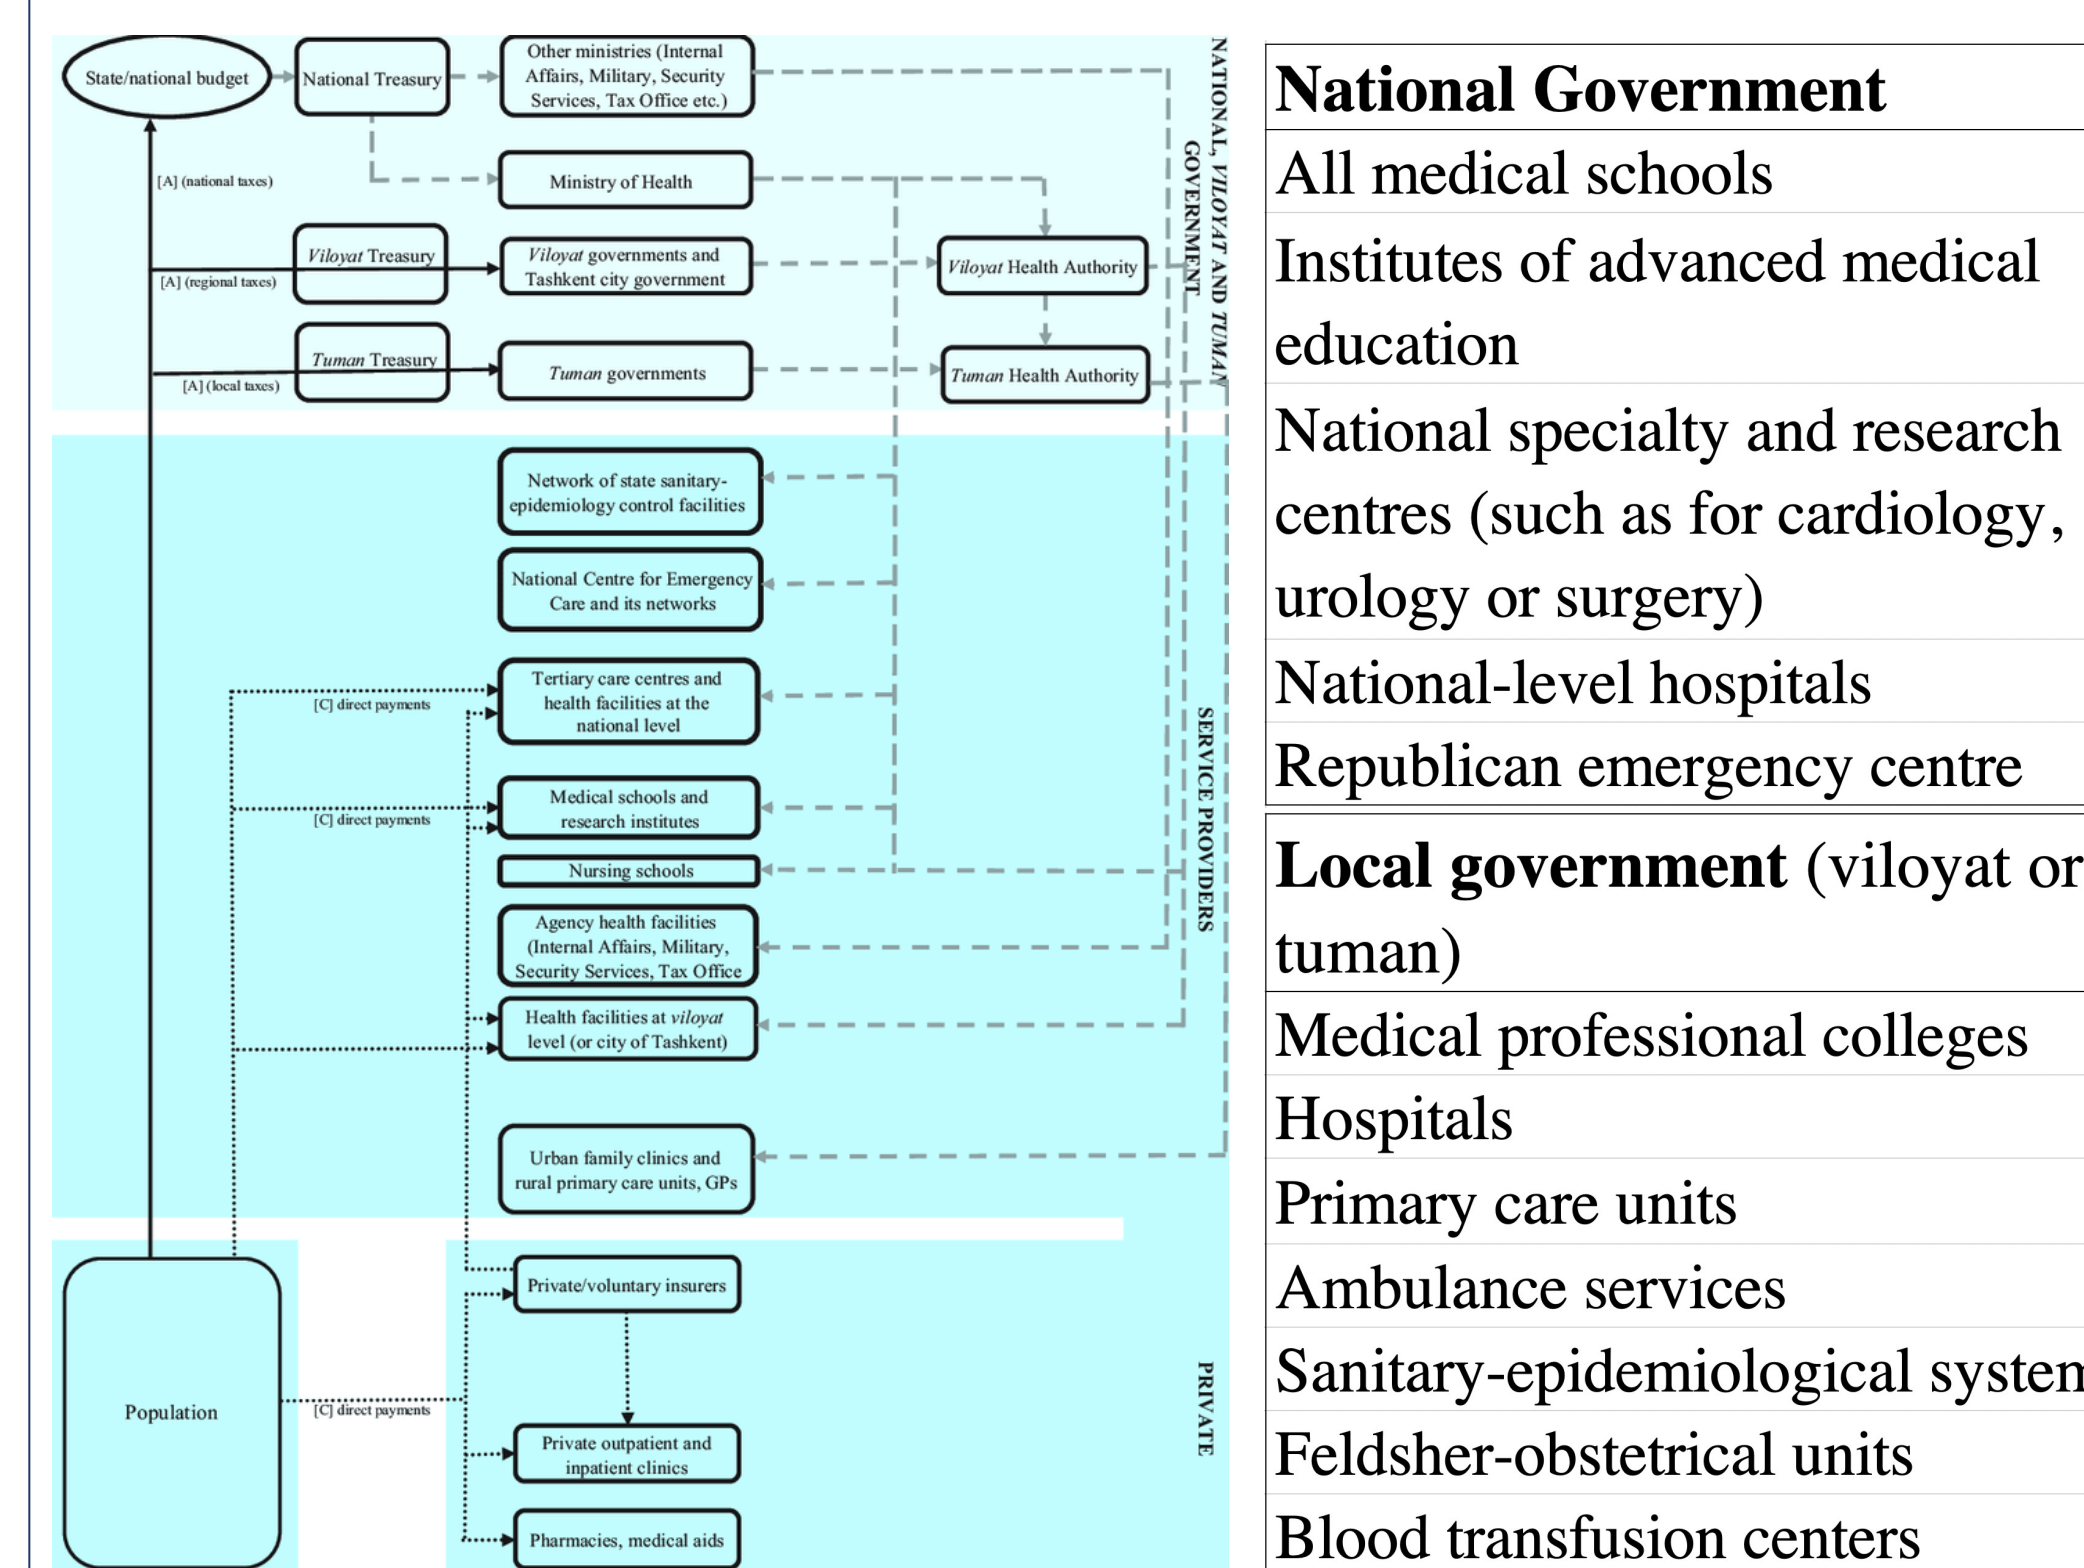 State/national budget
National Treasury
Other ministries (Internal
Affairs, Military, Security
Services, Tax Office etc.)
[A] (national taxes)
Ministry of Health
Viloyat Treasury
[A] (regional taxes)
Viloyat governments and
Tashkent city government
Viloyat Health Authority
Tuman Treasury
[A] (local taxes)
Tuman governments
Tuman Health Authority
NATIONAL, VILOYAT AND TUMAN
GOVERNMENT
Network of state sanitary-
epidemiology control facilities
National Centre for Emergency
Care and its networks
Tertiary care centres and
health facilities at the
national level
[C] direct payments
Medical schools and
research institutes
[C] direct payments
Nursing schools
Agency health facilities
(Internal Affairs, Military,
Security Services, Tax Office
Health facilities at viloyat
level (or city of Tashkent)
Urban family clinics and
rural primary care units, GPs
SERVICE PROVIDERS
Private/voluntary insurers
Population
[C] direct payments
Private outpatient and
inpatient clinics
Pharmacies, medical aids
PRIVATE
National Government
All medical schools
Institutes of advanced medical
education
National specialty and research
centres (such as for cardiology,
urology or surgery)
National-level hospitals
Republican emergency centre
Local government (viloyat or
tuman)
Medical professional colleges
Hospitals
Primary care units
Ambulance services
Sanitary-epidemiological system
Feldsher-obstetrical units
Blood transfusion centers